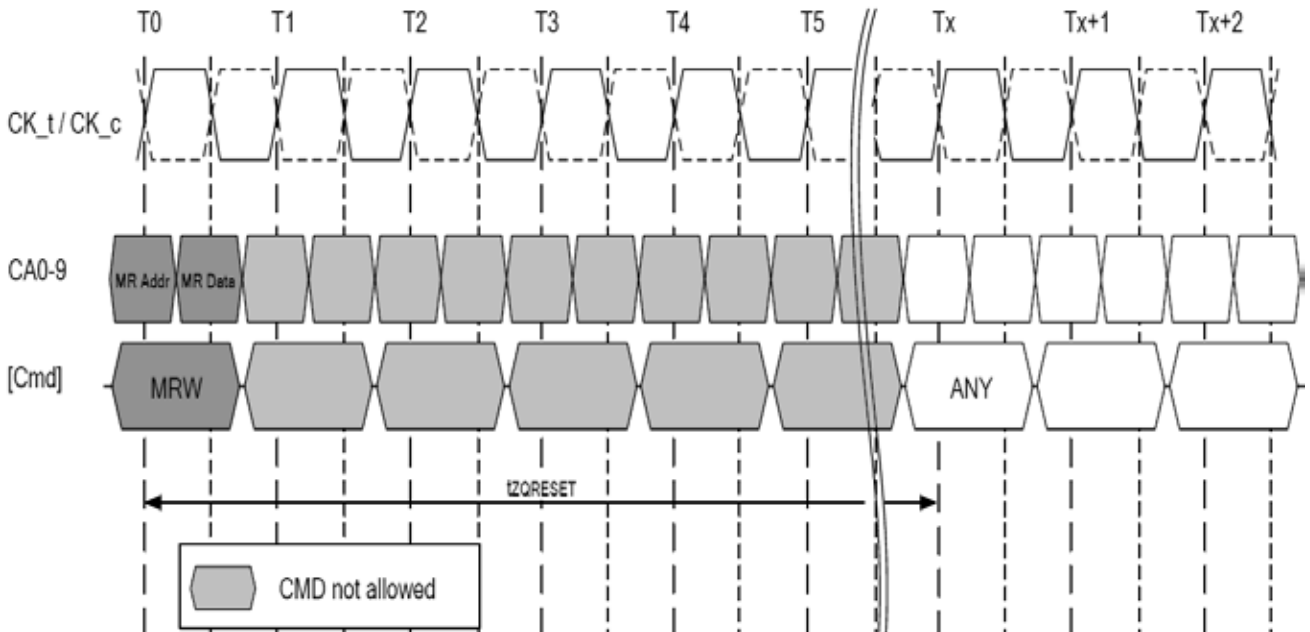 T0 T1 T2 T3 T4 T5 Tx Tx+1 Tx+2
CK_t / CK_c
CA0-9 MR Addr MR Data
[Cmd] MRW ANY
tZQRESET
CMD not allowed